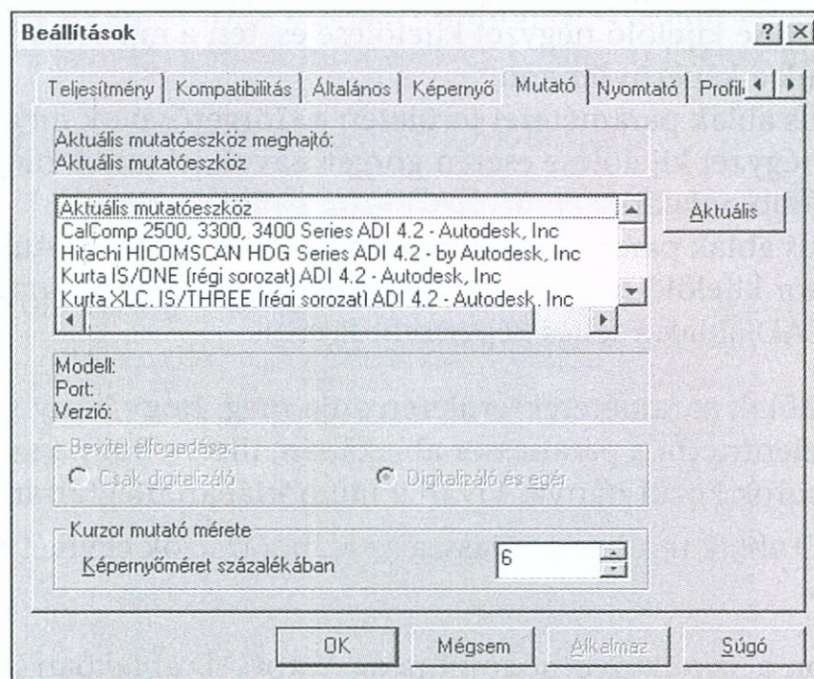 Beállítások
Teljesítmény Kompatibilitás Általános Képernyő Mutató Nyomtató Profil
Aktuális mutatóeszköz meghajtó:
Aktuális mutatóeszköz
Aktuális mutatóeszköz
CalComp 2500, 3300, 3400 Series ADI 4.2 - Autodesk, Inc
Hitachi HICOMSCAN HDG Series ADI 4.2 - by Autodesk, Inc
Kurta IS/ONE (régi sorozat) ADI 4.2 - Autodesk, Inc
Kurta XLC, IS/THREE (régi sorozat) ADI 4.2 - Autodesk, Inc
Aktuális
Modell:
Port:
Verzió:
Bevitel elfogadása:
Csak digitalizáló Digitalizáló és egér
Kurzor mutató mérete
Képernyőméret százalékában 6
OK Mégsem Alkalmaz Súgó